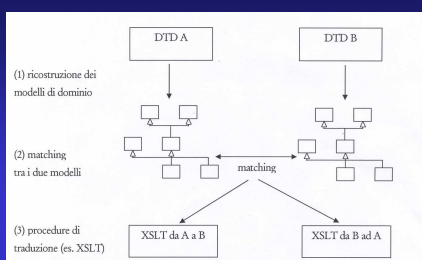 DTD A
DTD B
(1) ricostruzione dei
modelli di dominio
(2) matching
tra i due modelli
matching
(3) procedure di
traduzione (es. XSLT)
XSLT da A a B
XSLT da B ad A